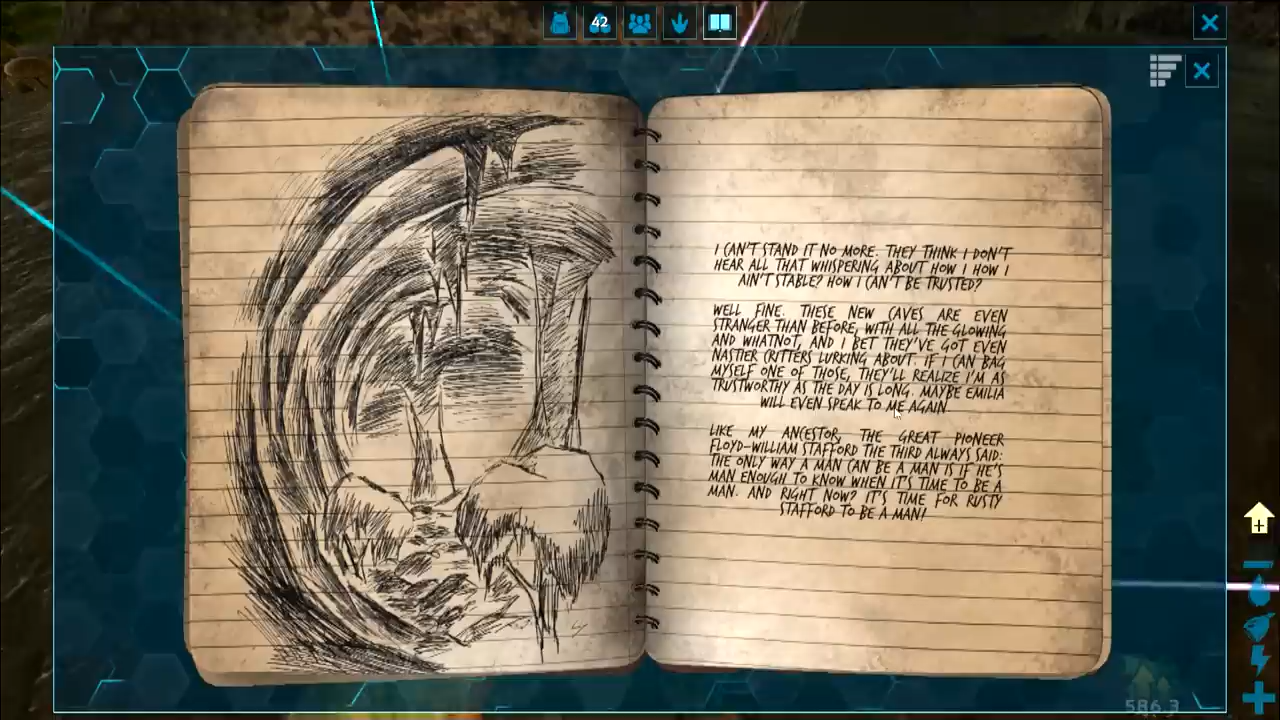 42
I CAN'T STAND IT NO MORE. THEY THINK I DON'T
HEAR ALL THAT WHISPERING ABOUT HOW I HOW I
AIN'T STABLE? HOW I CAN'T BE TRUSTED?
WELL FINE. THESE NEW CAVES ARE EVEN
STRANGER THAN BEFORE, WITH ALL THE GLOWING
AND WHATNOT, AND I BET THEY'VE GOT EVEN
NASTIER CRITTERS LURKING ABOUT. IF I CAN BAG
MYSELF ONE OF THOSE, THEY'LL REALIZE I'M AS
TRUSTWORTHY AS THE DAY IS LONG. MAYBE EMILIA
WILL EVEN SPEAK TO ME AGAIN.
LIKE MY ANCESTOR, THE GREAT PIONEER
FLOYD-WILLIAM STAFFORD THE THIRD ALWAYS SAID:
THE ONLY WAY A MAN CAN BE A MAN IS IF HE'S
MAN ENOUGH TO KNOW WHEN IT'S TIME TO BE A
MAN. AND RIGHT NOW? IT'S TIME FOR RUSTY
STAFFORD TO BE A MAN!
586.3